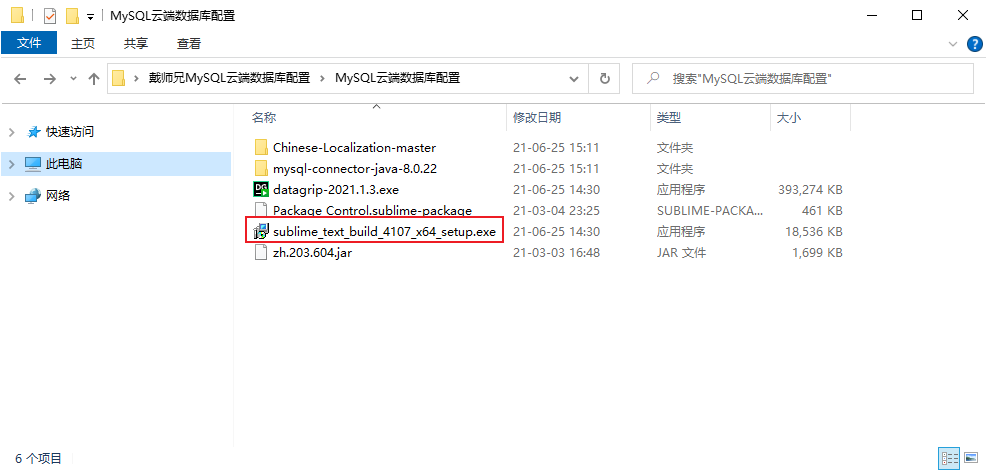 MySQL云端数据库配置
文件 主页 共享 查看
戴师兄MySQL云端数据库配置 MySQL云端数据库配置 搜索"MySQL云端数据库配置"
名称 修改日期 类型 大小
快速访问
此电脑
网络
Chinese-Localization-master 21-06-25 15:11 文件夹
mysql-connector-java-8.0.22 21-06-25 15:11 文件夹
DG datagrip-2021.1.3.exe 21-06-25 14:30 应用程序 393,274 KB
Package Control.sublime-package 21-03-04 23:25 SUBLIME-PACKA... 461 KB
sublime_text_build_4107_x64_setup.exe 21-06-25 14:30 应用程序 18,536 KB
zh.203.604.jar 21-03-03 16:48 JAR 文件 1,699 KB
6 个项目